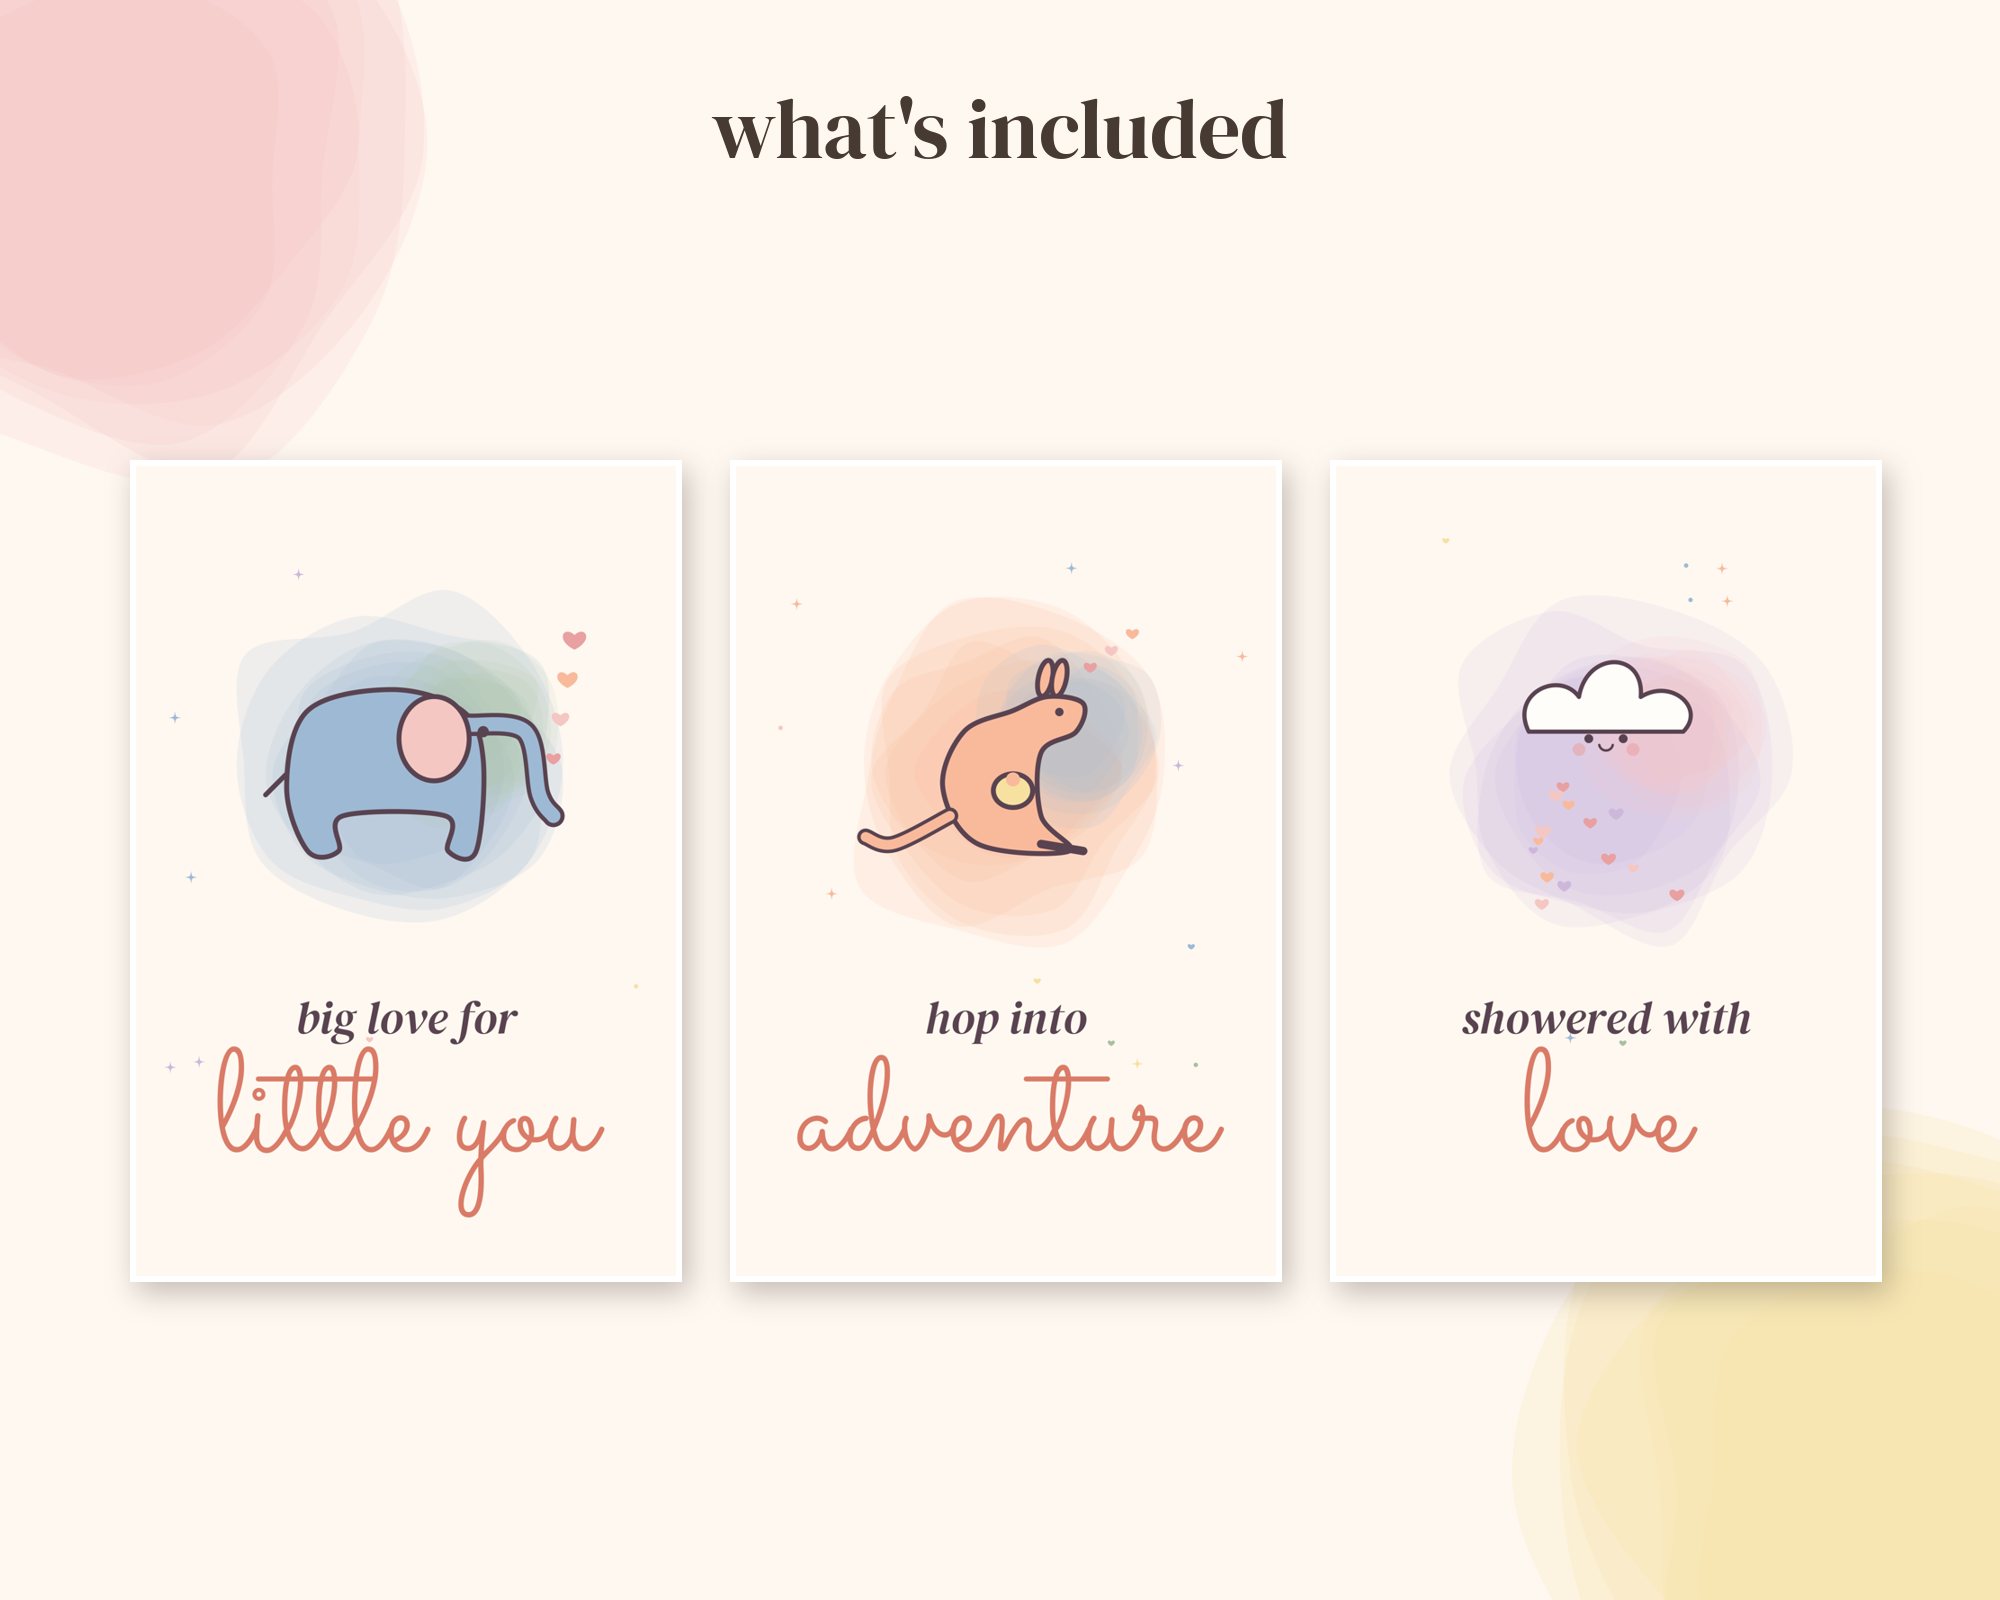 what's included
big love for
little you
hop into
adventure
showered with
love